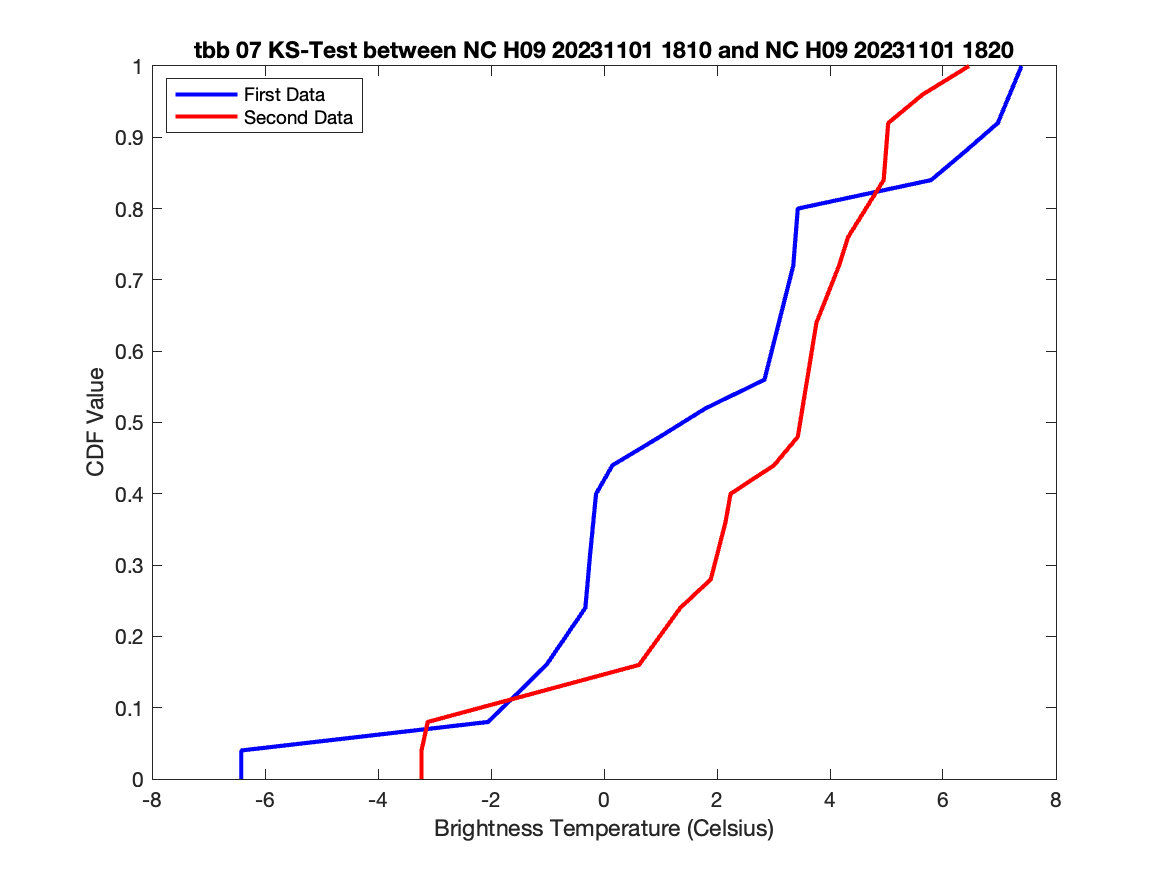 tbb 07 KS-Test between NC H09 20231101 1810 and NC H09 20231101 1820
First Data
Second Data
1
0.9
0.8
0.7
0.6
0.5
0.4
0.3
0.2
0.1
0
CDF Value
-8 -6 -4 -2 0 2 4 6 8
Brightness Temperature (Celsius)